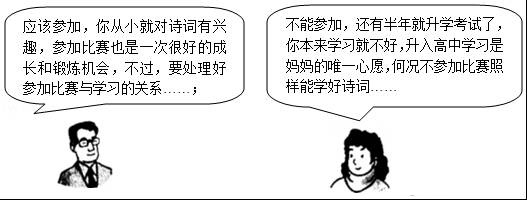 应该参加，你从小就对诗词有兴
趣，参加比赛也是一次很好的成
长和锻炼机会，不过，要处理好
参加比赛与学习的关系……；
不能参加，还有半年就升学考试了，
你本来学习就不好，升入高中学习是
妈妈的唯一心愿，何况不参加比赛照
样能学好诗词……